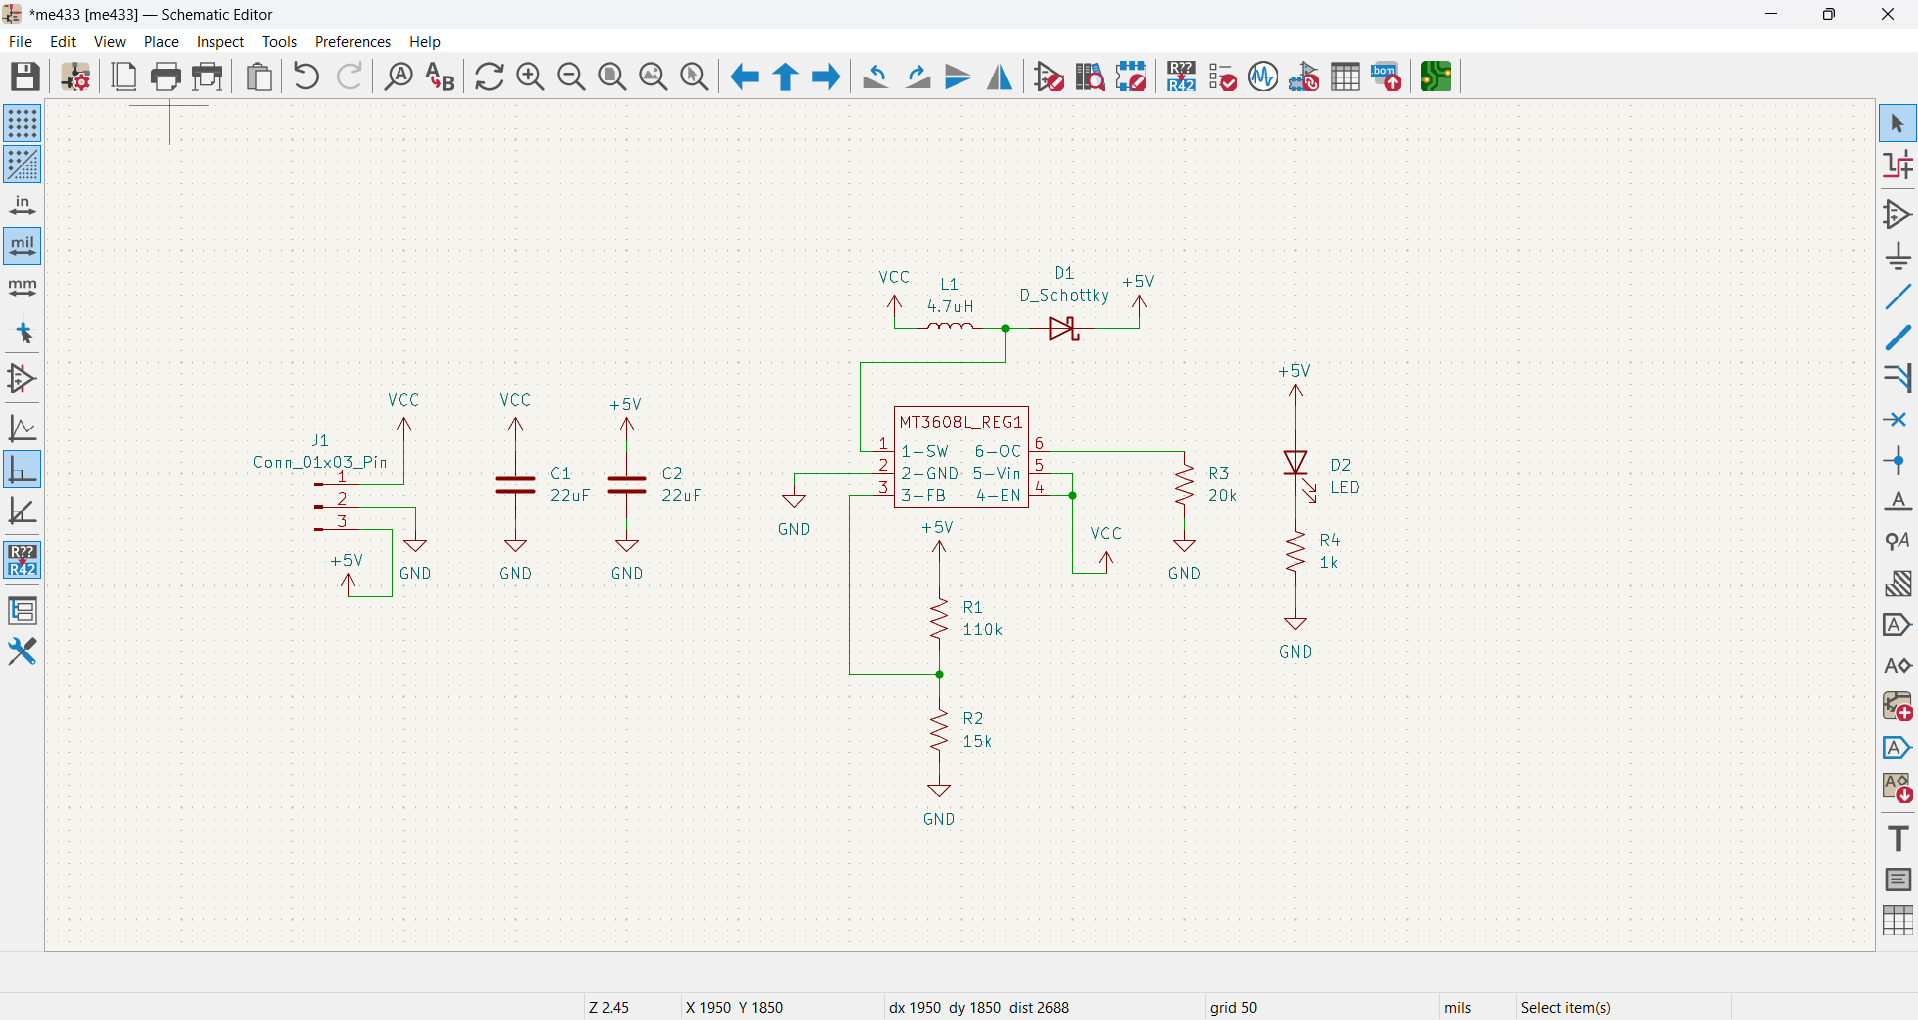 *me433 [me433] — Schematic Editor
File Edit View Place Inspect Tools Preferences Help
A
A B
R??
R42
bom
in
mil
mm
R??
R42
A
A
A
A
A
A
T
VCC
L1
4.7uH
D1
D_Schottky
+5V
VCC
J1
Conn_01x03_Pin
1
2
3
+5V
GND
VCC
C1
22uF
GND
+5V
C2
22uF
GND
MT3608L_REG1
1 1-SW 6-OC 6
2 2-GND 5-Vin 5
3 3-FB 4-EN 4
GND
+5V
VCC
R3
20k
GND
R1
110k
R2
15k
GND
+5V
D2
LED
R4
1k
GND
Z 2.45 X 1950 Y 1850 dx 1950 dy 1850 dist 2688 grid 50 mils Select item(s)